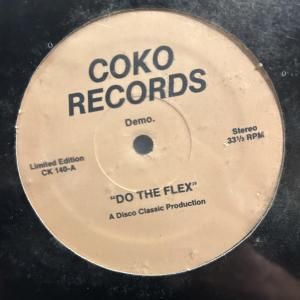 COKO
RECORDS
Demo.
Limited Edition
CK 140-A
Stereo
33⅓ RPM
"DO THE FLEX"
A Disco Classic Production